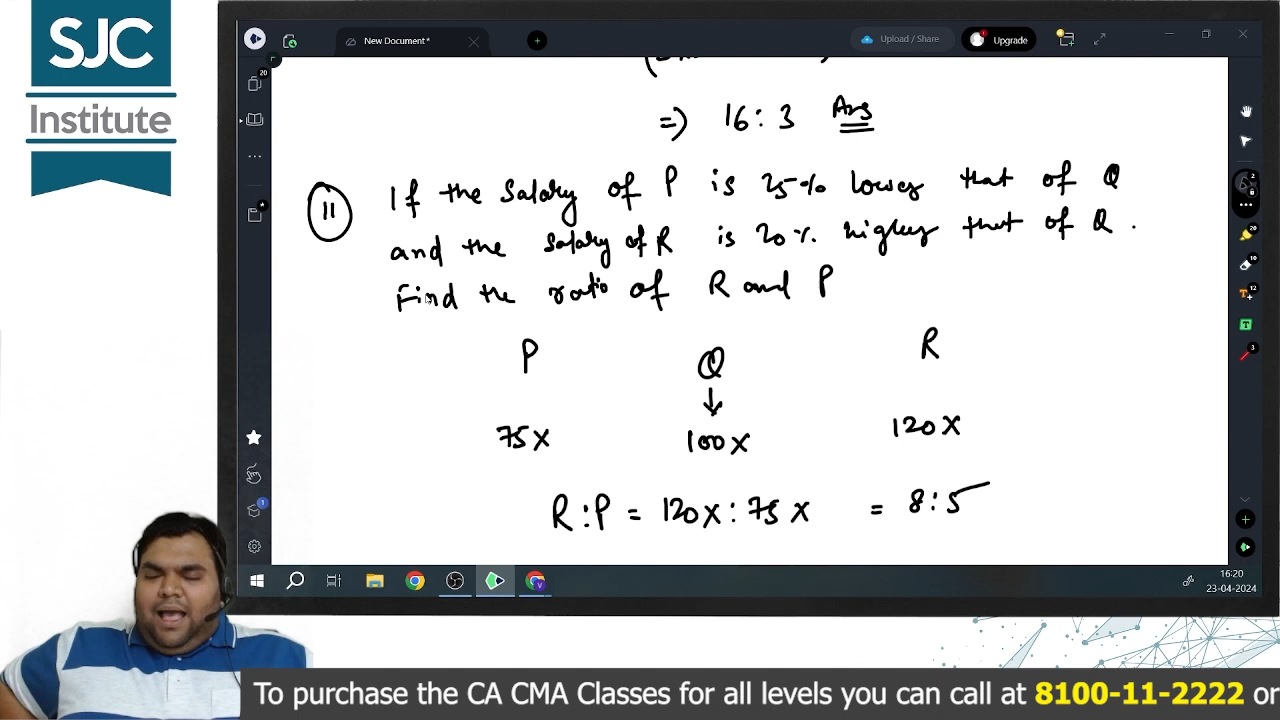 SJC
Institute
New Document*
Upload / Share
Upgrade
=) 16 : 3 Ans
11 If the salary of P is 25% lower that of Q
and the salary of R is 20% higher that of Q.
Find the ratio of R and P
P Q R
75x 100x 120x
R:P = 120x : 75x = 8:5
16:20
23-04-2024
To purchase the CA CMA Classes for all levels you can call at 8100-11-2222 or